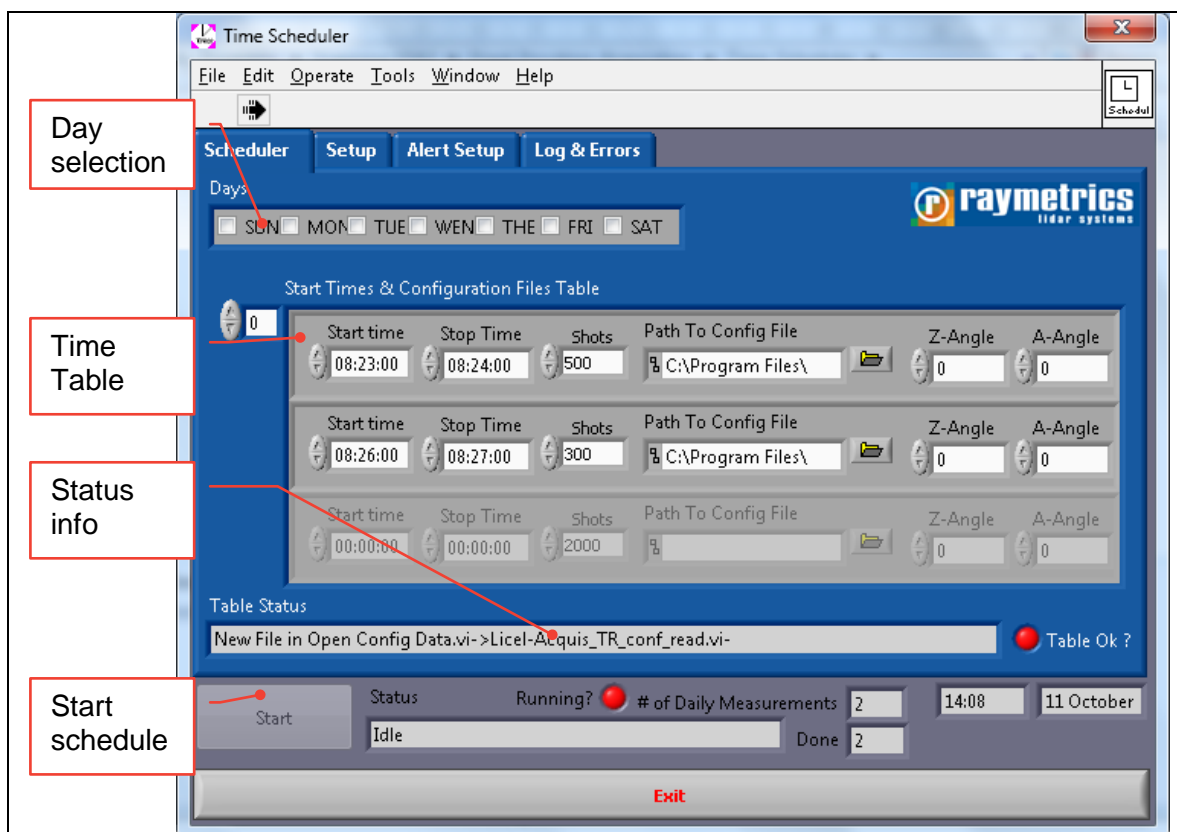 Time Scheduler
x
File Edit Operate Tools Window Help
Schedul
Day
selection
Scheduler Setup Alert Setup Log & Errors
Days
raymetrics
lidar systems
SUN MON TUE WEN THE FRI SAT
Start Times & Configuration Files Table
0
Time
Table
Start time Stop Time Shots Path To Config File Z-Angle A-Angle
08:23:00 08:24:00 500 C:\Program Files\ 0 0
Start time Stop Time Shots Path To Config File Z-Angle A-Angle
08:26:00 08:27:00 300 C:\Program Files\ 0 0
Status
info
Start time Stop Time Shots Path To Config File Z-Angle A-Angle
00:00:00 00:00:00 2000 0 0
Table Status
New File in Open Config Data.vi->Licel-Acquis_TR_conf_read.vi- Table Ok ?
Start
schedule
Start
Status Running? # of Daily Measurements 2 14:08 11 October
Idle Done 2
Exit